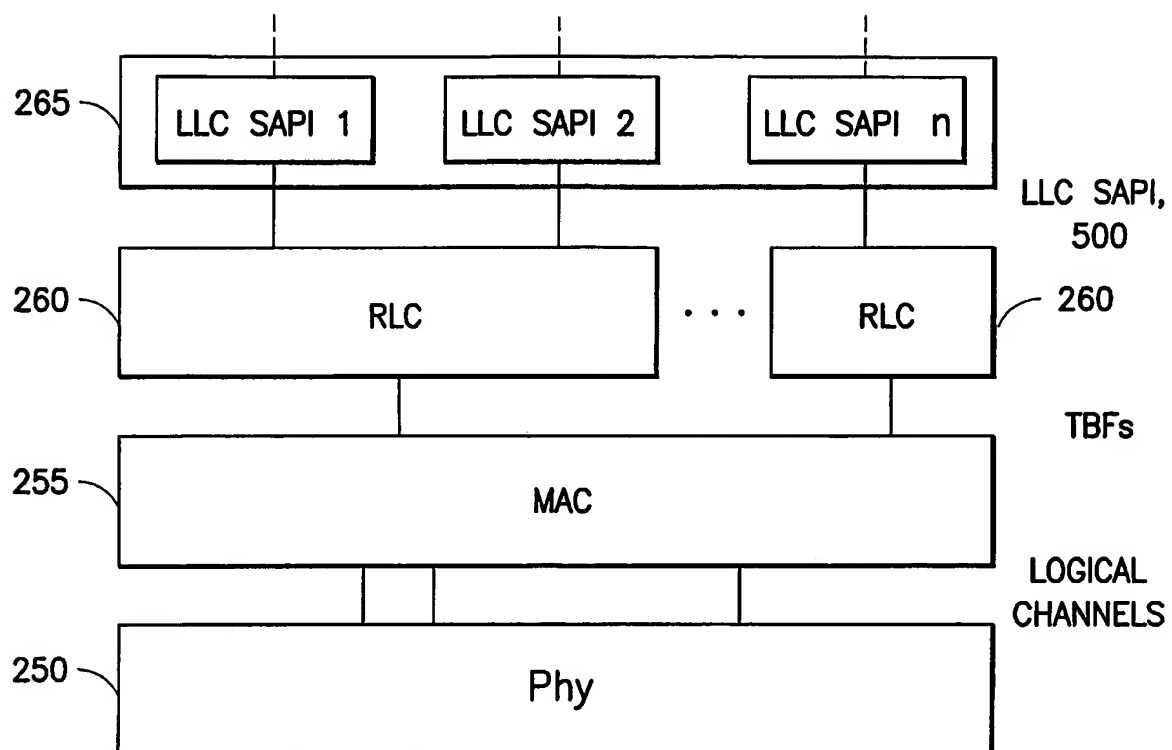 265
LLC SAPI 1
LLC SAPI 2
LLC SAPI n
LLC SAPI,
500
260
RLC
. . .
RLC
260
TBFs
255
MAC
LOGICAL
CHANNELS
250
Phy